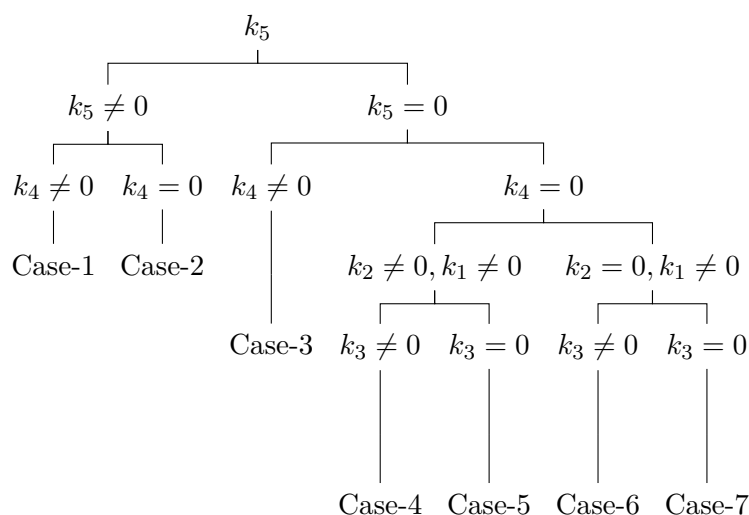 k₅
k₅ ≠ 0 k₅ = 0
k₄ ≠ 0 k₄ = 0 k₄ ≠ 0 k₄ = 0
Case-1 Case-2 k₂ ≠ 0, k₁ ≠ 0 k₂ = 0, k₁ ≠ 0
Case-3 k₃ ≠ 0 k₃ = 0 k₃ ≠ 0 k₃ = 0
Case-4 Case-5 Case-6 Case-7